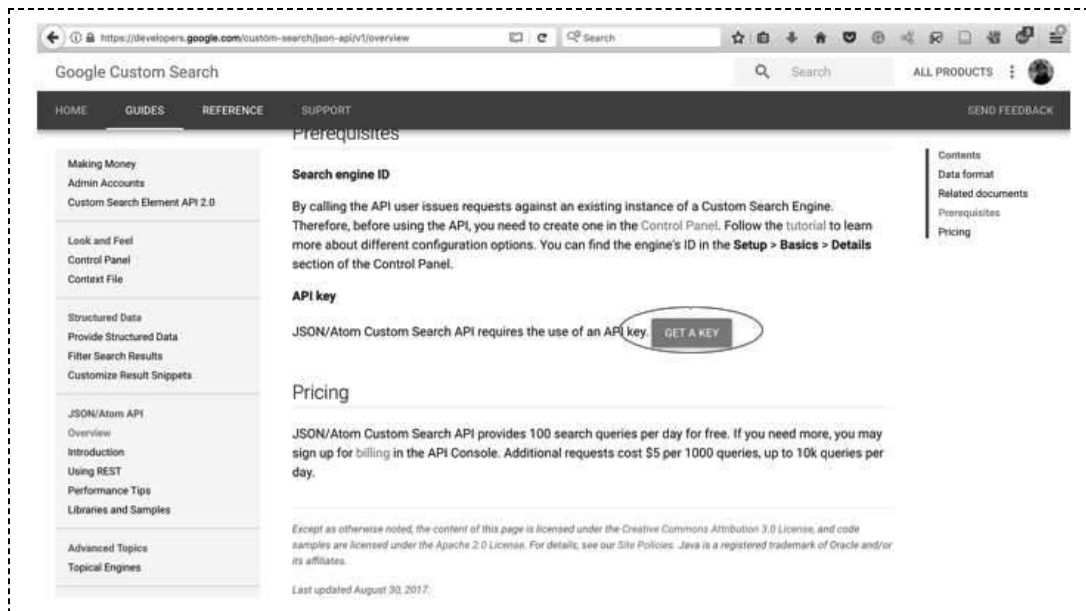 https://developers.google.com/custom-search/json-api/v1/overview
Search
Google Custom Search
Search
ALL PRODUCTS
HOME GUIDES REFERENCE SUPPORT
SEND FEEDBACK
Making Money
Admin Accounts
Custom Search Element API 2.0
Look and Feel
Control Panel
Context File
Structured Data
Provide Structured Data
Filter Search Results
Customize Result Snippets
JSON/Atom API
Overview
Introduction
Using REST
Performance Tips
Libraries and Samples
Advanced Topics
Topical Engines
Prerequisites
Search engine ID
By calling the API user issues requests against an existing instance of a Custom Search Engine.
Therefore, before using the API, you need to create one in the Control Panel. Follow the tutorial to learn
more about different configuration options. You can find the engine's ID in the Setup > Basics > Details
section of the Control Panel.
API key
JSON/Atom Custom Search API requires the use of an API key. GET A KEY
Pricing
JSON/Atom Custom Search API provides 100 search queries per day for free. If you need more, you may
sign up for billing in the API Console. Additional requests cost $5 per 1000 queries, up to 10k queries per
day.
Except as otherwise noted, the content of this page is licensed under the Creative Commons Attribution 3.0 License, and code
samples are licensed under the Apache 2.0 License. For details, see our Site Policies. Java is a registered trademark of Oracle and/or
its affiliates.
Last updated August 30, 2017.
Contents
Data format
Related documents
Prerequisites
Pricing